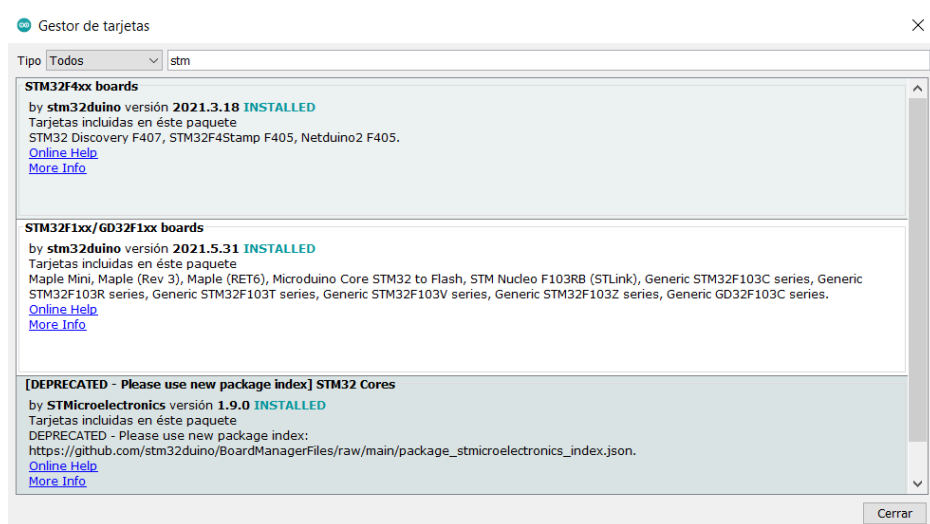 Gestor de tarjetas
Tipo Todos stm
STM32F4xx boards
by stm32duino versión 2021.3.18 INSTALLED
Tarjetas incluidas en éste paquete
STM32 Discovery F407, STM32F4Stamp F405, Netduino2 F405.
Online Help
More Info
STM32F1xx/GD32F1xx boards
by stm32duino versión 2021.5.31 INSTALLED
Tarjetas incluidas en éste paquete
Maple Mini, Maple (Rev 3), Maple (RET6), Microduino Core STM32 to Flash, STM Nucleo F103RB (STLink), Generic STM32F103C series, Generic
STM32F103R series, Generic STM32F103T series, Generic STM32F103V series, Generic STM32F103Z series, Generic GD32F103C series.
Online Help
More Info
[DEPRECATED - Please use new package index] STM32 Cores
by STMicroelectronics versión 1.9.0 INSTALLED
Tarjetas incluidas en éste paquete
DEPRECATED - Please use new package index:
https://github.com/stm32duino/BoardManagerFiles/raw/main/package_stmicroelectronics_index.json.
Online Help
More Info
Cerrar